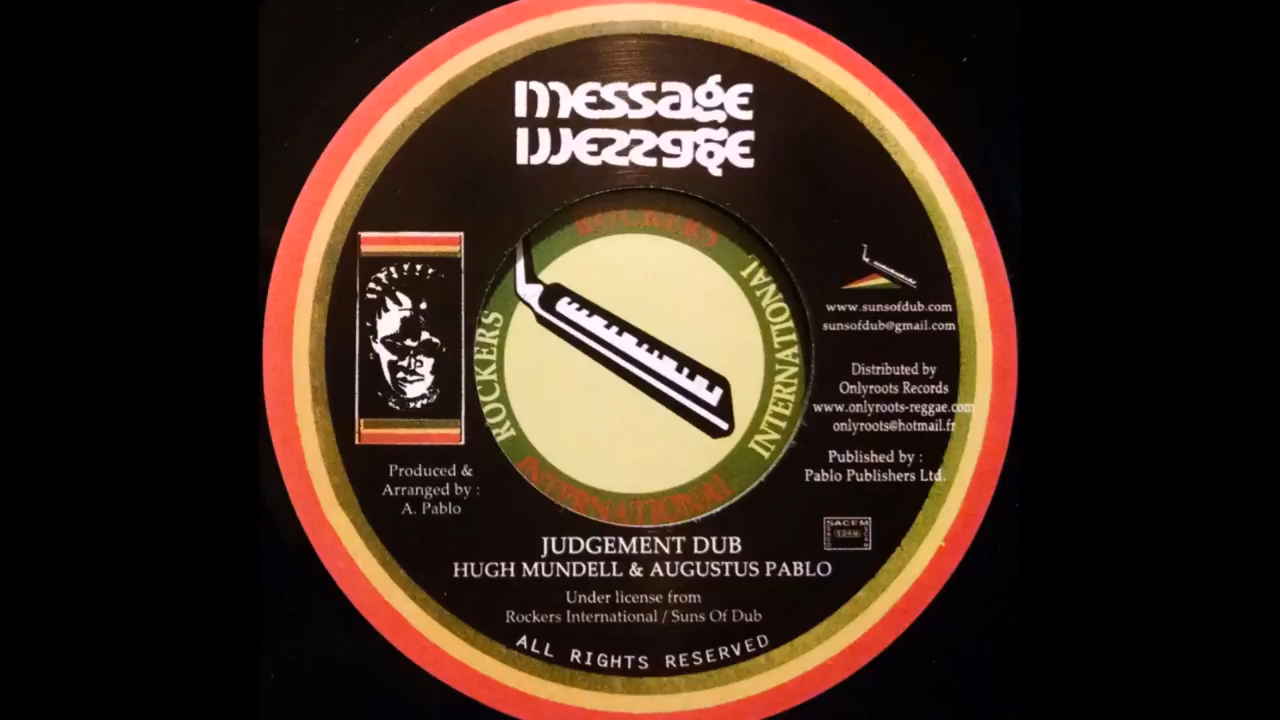 message
message
ROCKERS
INTERNATIONAL
ROCKERS
INTERNATIONAL
www.sunsofdub.com
sunsofdub@gmail.com
Distributed by
Onlyroots Records
www.onlyroots-reggae.com
onlyroots@hotmail.fr
Published by :
Pablo Publishers Ltd.
Produced &
Arranged by :
A. Pablo
SACEM
JUDGEMENT DUB
HUGH MUNDELL & AUGUSTUS PABLO
Under license from
Rockers International / Suns Of Dub
ALL RIGHTS RESERVED